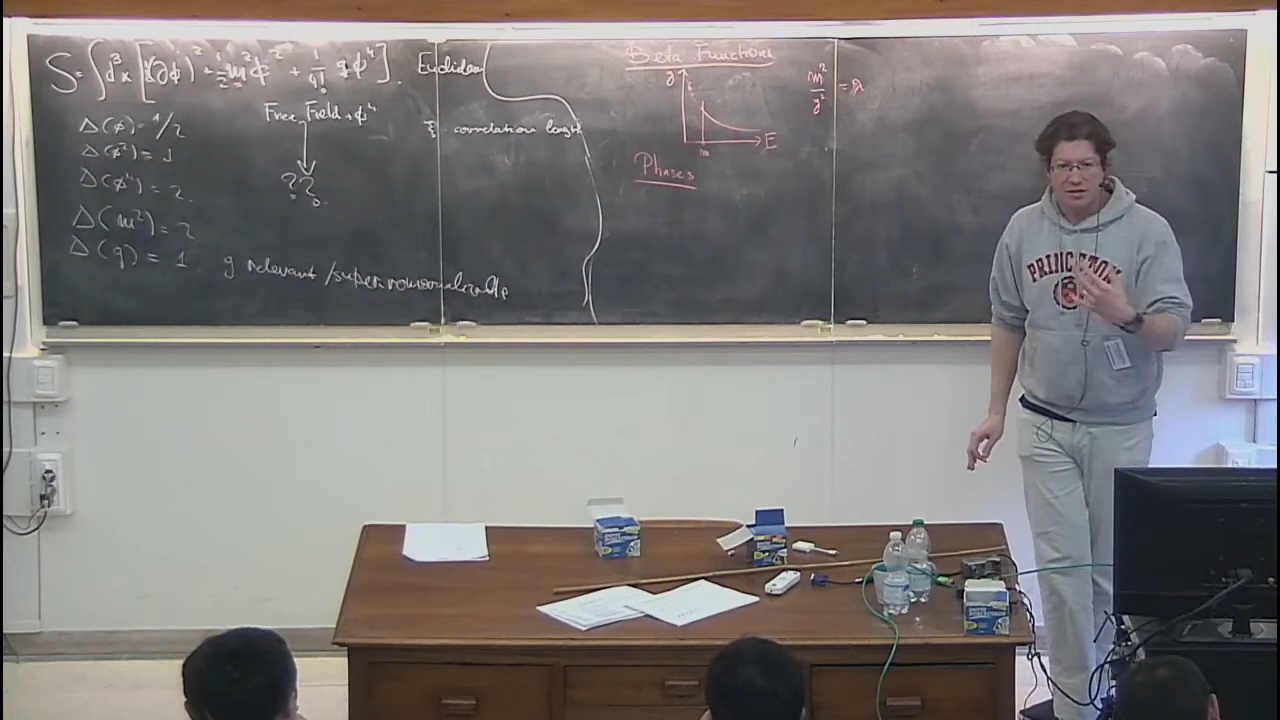 S = ∫d³x [½(∂φ)² + ½m²φ² + 1/4! gφ⁴]. Euclidean
Free Field + φ⁴
??
Δ(φ) = 1/2
Δ(φ²) = 1
Δ(φ⁴) = 2.
Δ(m²) = 2
Δ(g) = 1. g relevant / superrenormalizable
ξ - correlation length
Beta Functions
g
E
m
m²/g² = λ
Phases
PRINCETON